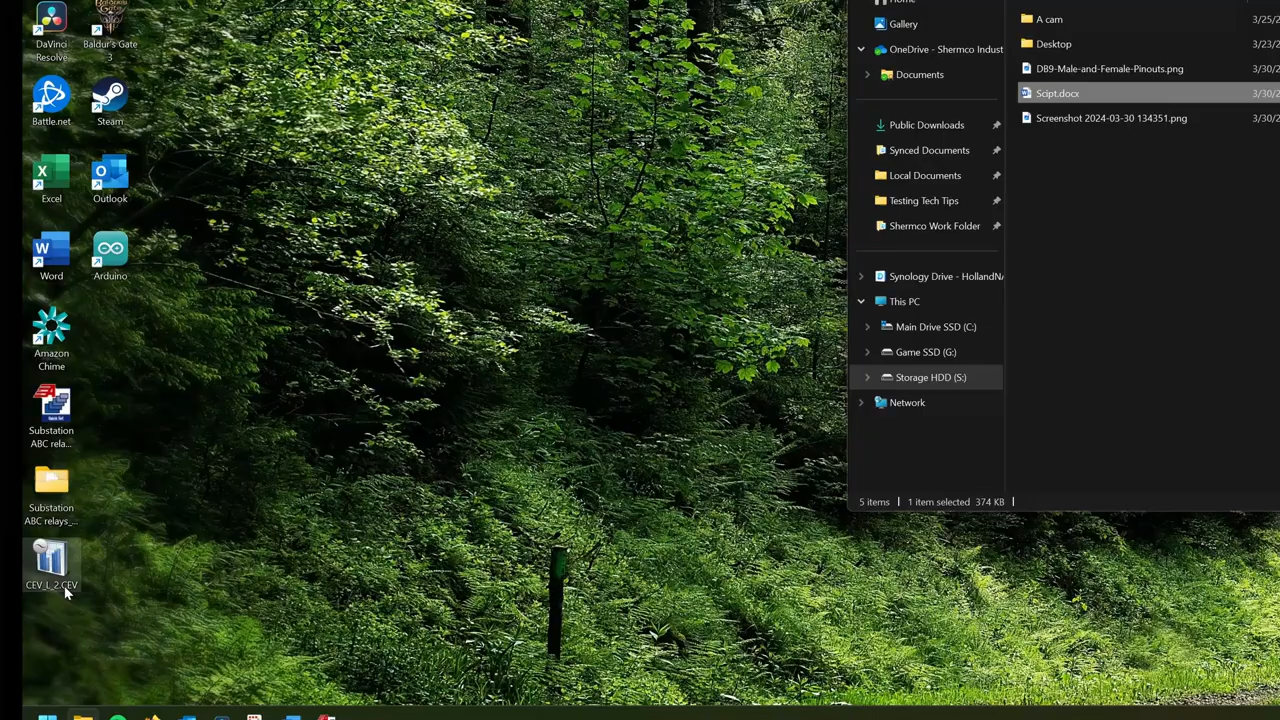 DaVinci
Resolve
Baldur's Gate
3
Battle.net
Steam
Excel
Outlook
Word
Arduino
Amazon
Chime
Substation
ABC rela...
Substation
ABC relays_...
CEV_L_2.CEV
Home
Gallery
OneDrive - Shermco Indust
Documents
Public Downloads
Synced Documents
Local Documents
Testing Tech Tips
Shermco Work Folder
Synology Drive - HollandNA
This PC
Main Drive SSD (C:)
Game SSD (G:)
Storage HDD (S:)
Network
A cam 3/25/2
Desktop 3/23/2
DB9-Male-and-Female-Pinouts.png 3/30/2
Scipt.docx 3/30/2
Screenshot 2024-03-30 134351.png 3/30/2
5 items 1 item selected 374 KB